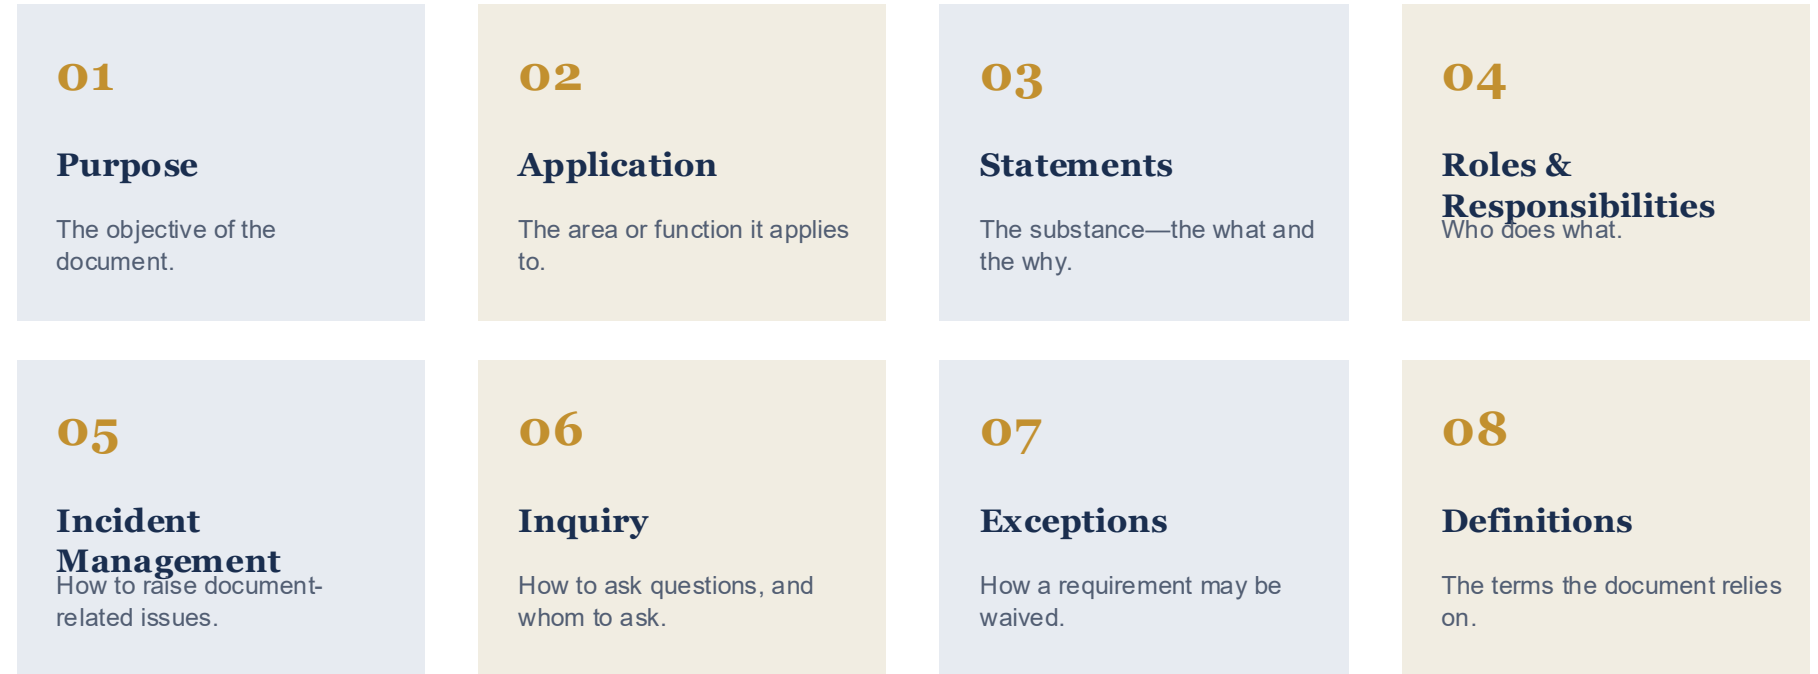 01
Purpose
The objective of the
document.
02
Application
The area or function it applies
to.
03
Statements
The substance—the what and
the why.
04
Roles &
Responsibilities
Who does what.
05
Incident
Management
How to raise document-
related issues.
06
Inquiry
How to ask questions, and
whom to ask.
07
Exceptions
How a requirement may be
waived.
08
Definitions
The terms the document relies
on.